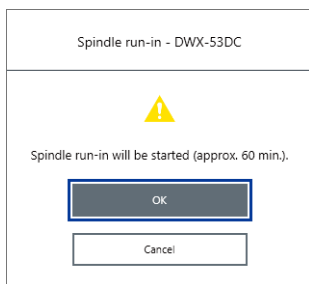 Spindle run-in - DWX-53DC
Spindle run-in will be started (approx. 60 min.).
OK
Cancel